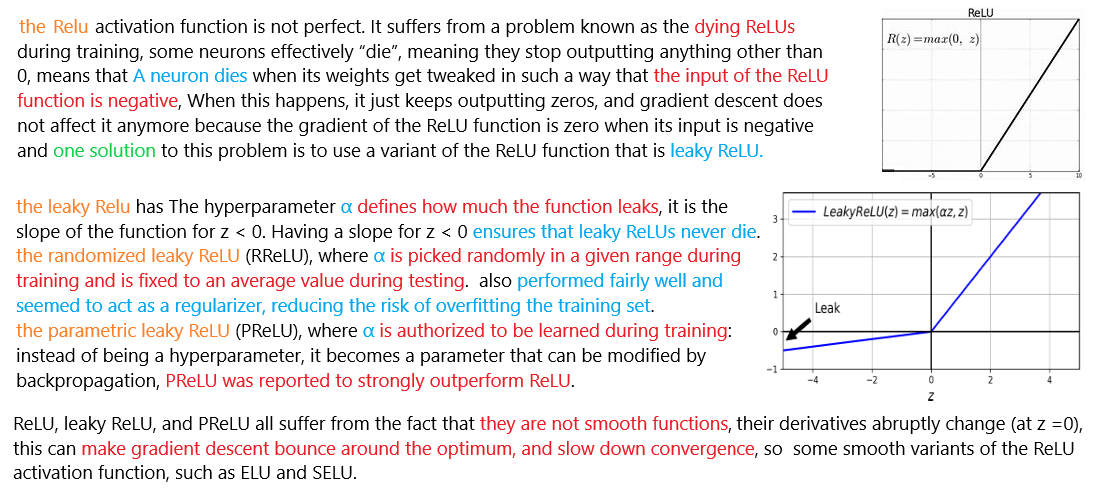 the Relu activation function is not perfect. It suffers from a problem known as the dying ReLUs
during training, some neurons effectively “die”, meaning they stop outputting anything other than
0, means that A neuron dies when its weights get tweaked in such a way that the input of the ReLU
function is negative, When this happens, it just keeps outputting zeros, and gradient descent does
not affect it anymore because the gradient of the ReLU function is zero when its input is negative
and one solution to this problem is to use a variant of the ReLU function that is leaky ReLU.
ReLU
R(z)=max(0, z)
-5 0 5 10
the leaky Relu has The hyperparameter α defines how much the function leaks, it is the
slope of the function for z < 0. Having a slope for z < 0 ensures that leaky ReLUs never die.
the randomized leaky ReLU (RReLU), where α is picked randomly in a given range during
training and is fixed to an average value during testing. also performed fairly well and
seemed to act as a regularizer, reducing the risk of overfitting the training set.
the parametric leaky ReLU (PReLU), where α is authorized to be learned during training:
instead of being a hyperparameter, it becomes a parameter that can be modified by
backpropagation, PReLU was reported to strongly outperform ReLU.
LeakyReLU(z)=max(αz, z)
3
2
1
Leak
0
−1
−4 −2 0 2 4
z
ReLU, leaky ReLU, and PReLU all suffer from the fact that they are not smooth functions, their derivatives abruptly change (at z =0),
this can make gradient descent bounce around the optimum, and slow down convergence, so some smooth variants of the ReLU
activation function, such as ELU and SELU.